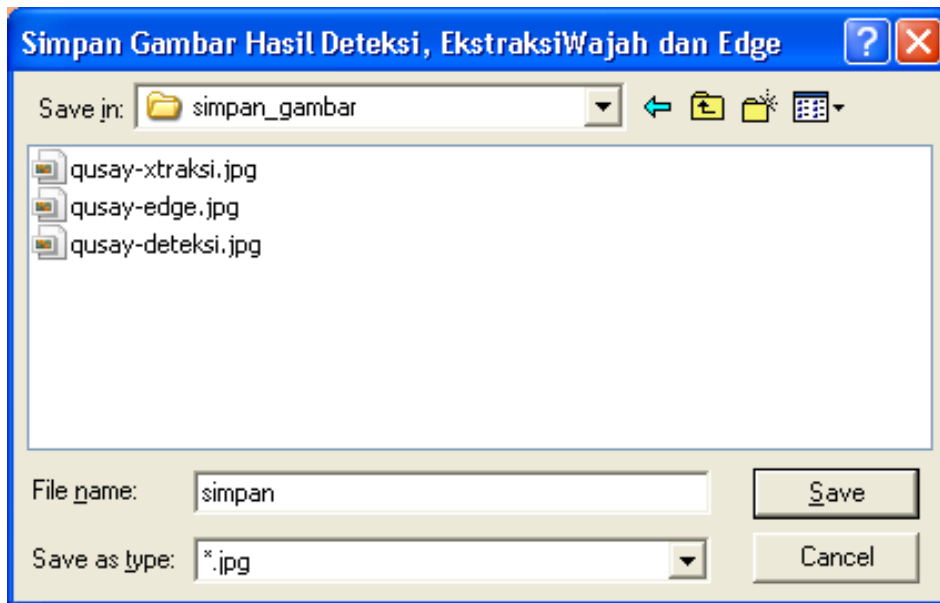 Simpan Gambar Hasil Deteksi, EkstraksiWajah dan Edge
Save in: simpan_gambar
qusay-xtraksi.jpg
qusay-edge.jpg
qusay-deteksi.jpg
File name: simpan Save
Save as type: *.jpg Cancel